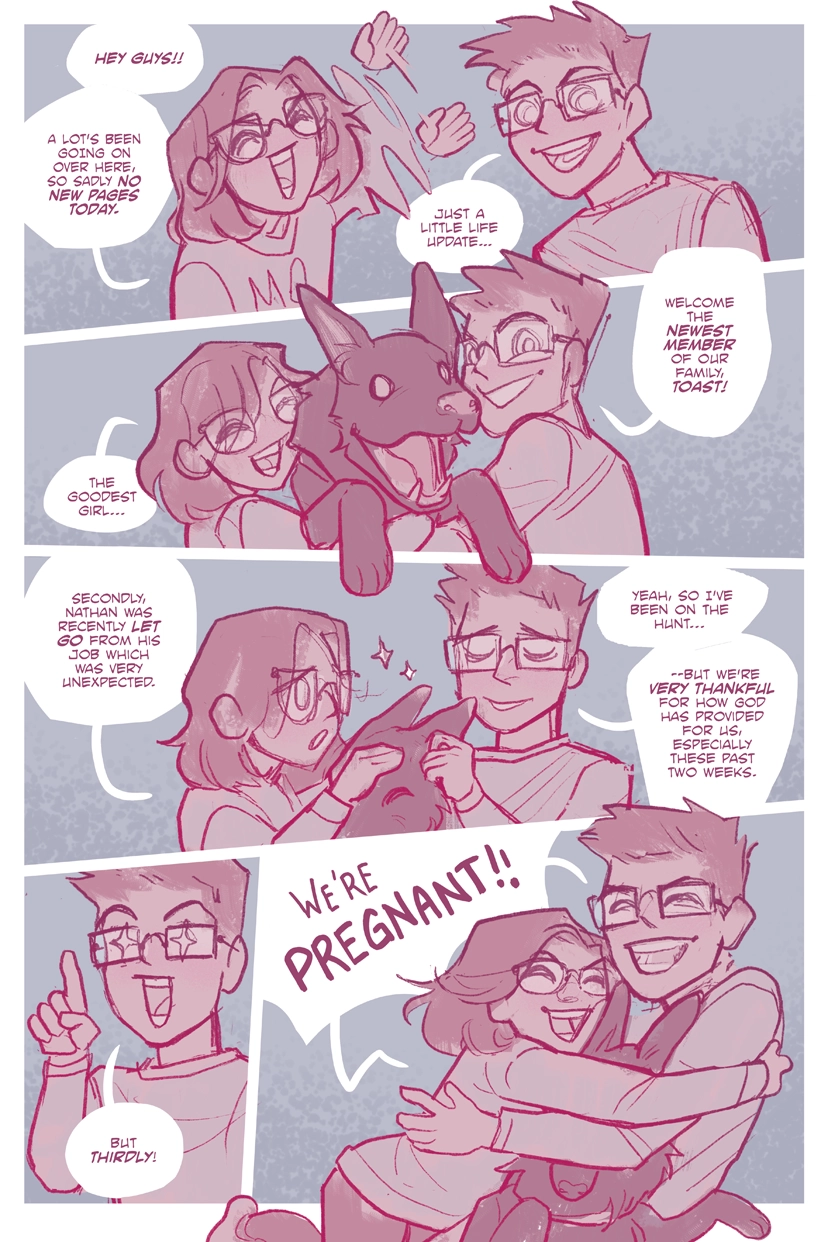 HEY GUYS!!
A LOT'S BEEN
GOING ON
OVER HERE,
SO SADLY NO
NEW PAGES
TODAY.
JUST A
LITTLE LIFE
UPDATE...
WELCOME
THE
NEWEST
MEMBER
OF OUR
FAMILY,
TOAST!
THE
GOODEST
GIRL...
SECONDLY,
NATHAN WAS
RECENTLY LET
GO FROM HIS
JOB WHICH
WAS VERY
UNEXPECTED.
YEAH, SO I'VE
BEEN ON THE
HUNT...
--BUT WE'RE
VERY THANKFUL
FOR HOW GOD
HAS PROVIDED
FOR US,
ESPECIALLY
THESE PAST
TWO WEEKS.
BUT
THIRDLY!
WE'RE
PREGNANT!!